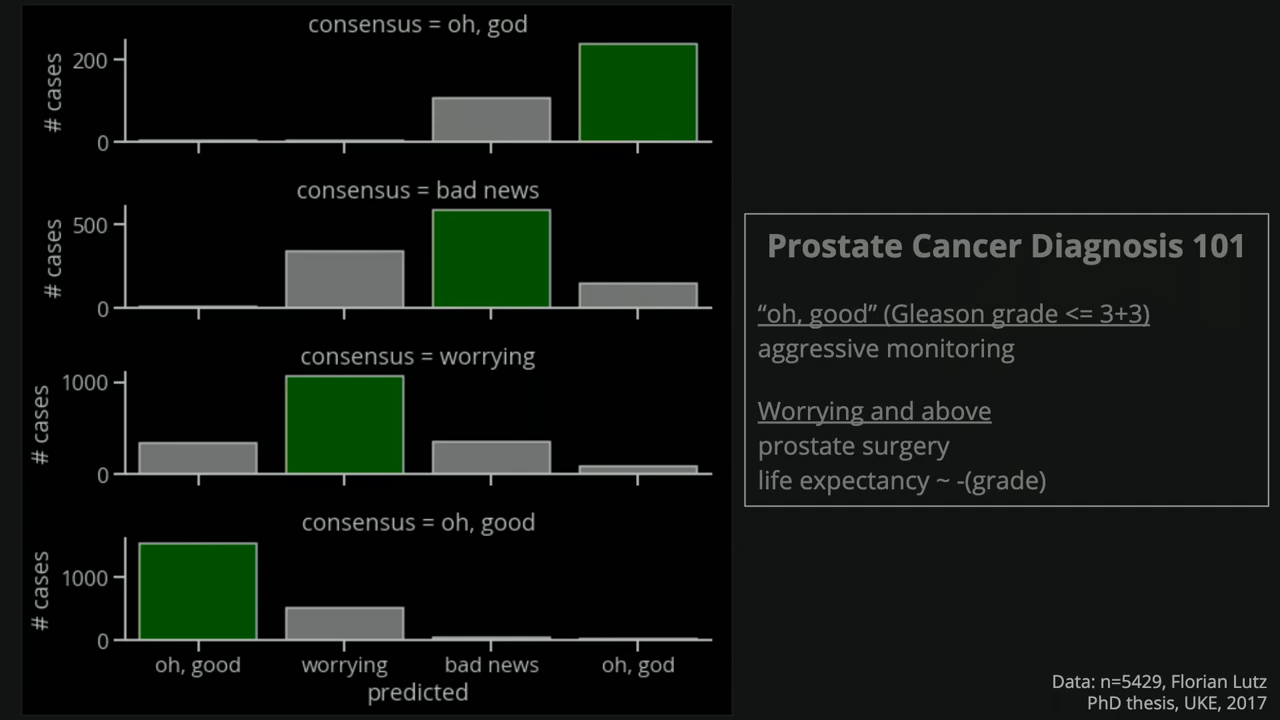 consensus = oh, god
# cases
200
0
consensus = bad news
# cases
500
0
consensus = worrying
# cases
1000
0
consensus = oh, good
# cases
1000
0
oh, good worrying bad news oh, god
predicted
Prostate Cancer Diagnosis 101
“oh, good” (Gleason grade <= 3+3)
aggressive monitoring
Worrying and above
prostate surgery
life expectancy ~ -(grade)
Data: n=5429, Florian Lutz
PhD thesis, UKE, 2017